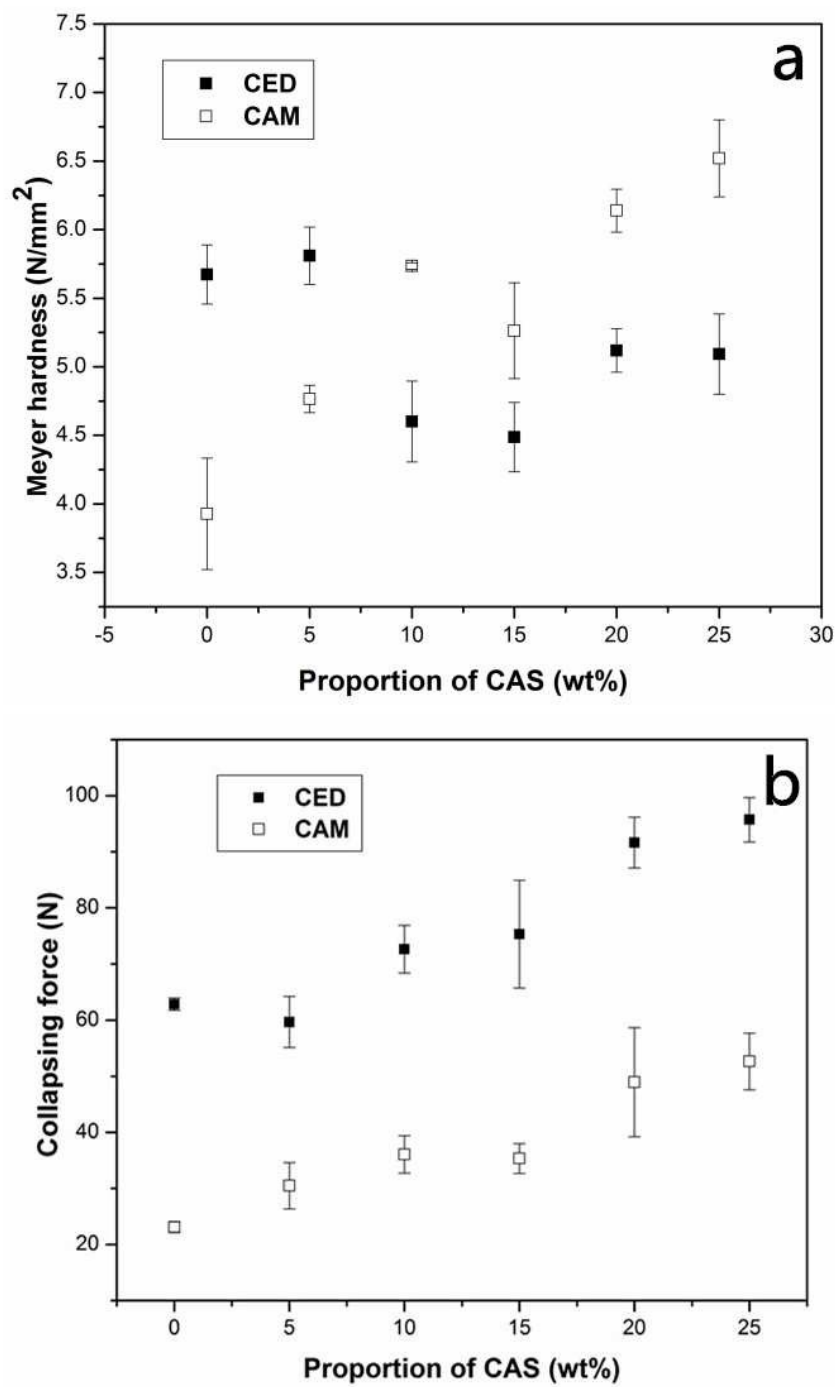 7.5
a
CED
CAM
7.0
6.5
6.0
5.5
5.0
4.5
4.0
3.5
Meyer hardness (N/mm²)
-5 0 5 10 15 20 25 30
Proportion of CAS (wt%)
b
CED
CAM
100
80
60
40
20
Collapsing force (N)
0 5 10 15 20 25
Proportion of CAS (wt%)